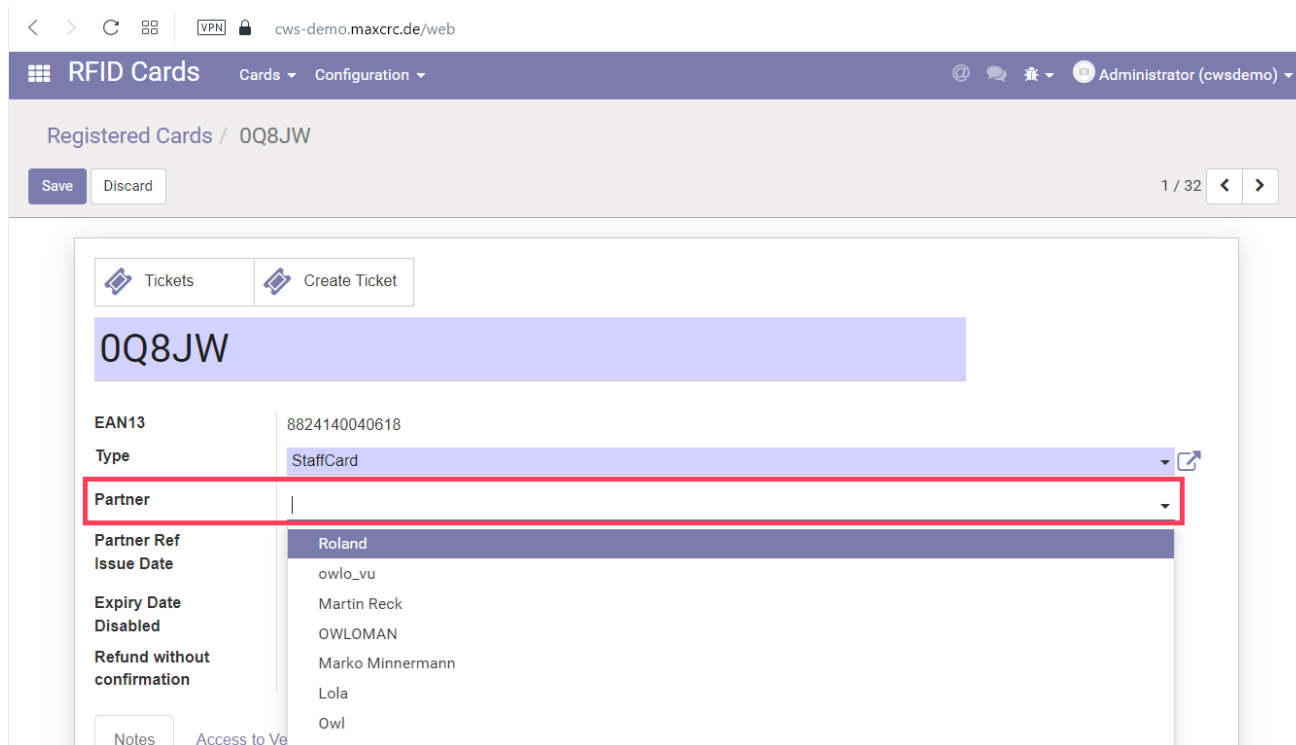 VPN cws-demo.maxcrc.de/web
RFID Cards Cards Configuration @ Administrator (cwsdemo)
Registered Cards / 0Q8JW
Save Discard 1 / 32
Tickets Create Ticket
0Q8JW
EAN13 8824140040618
Type StaffCard
Partner
Partner Ref
Roland
Issue Date
owlo_vu
Expiry Date
Martin Reck
Disabled
OWLOMAN
Refund without
confirmation
Marko Minnermann
Lola
Owl
Notes Access to Ve